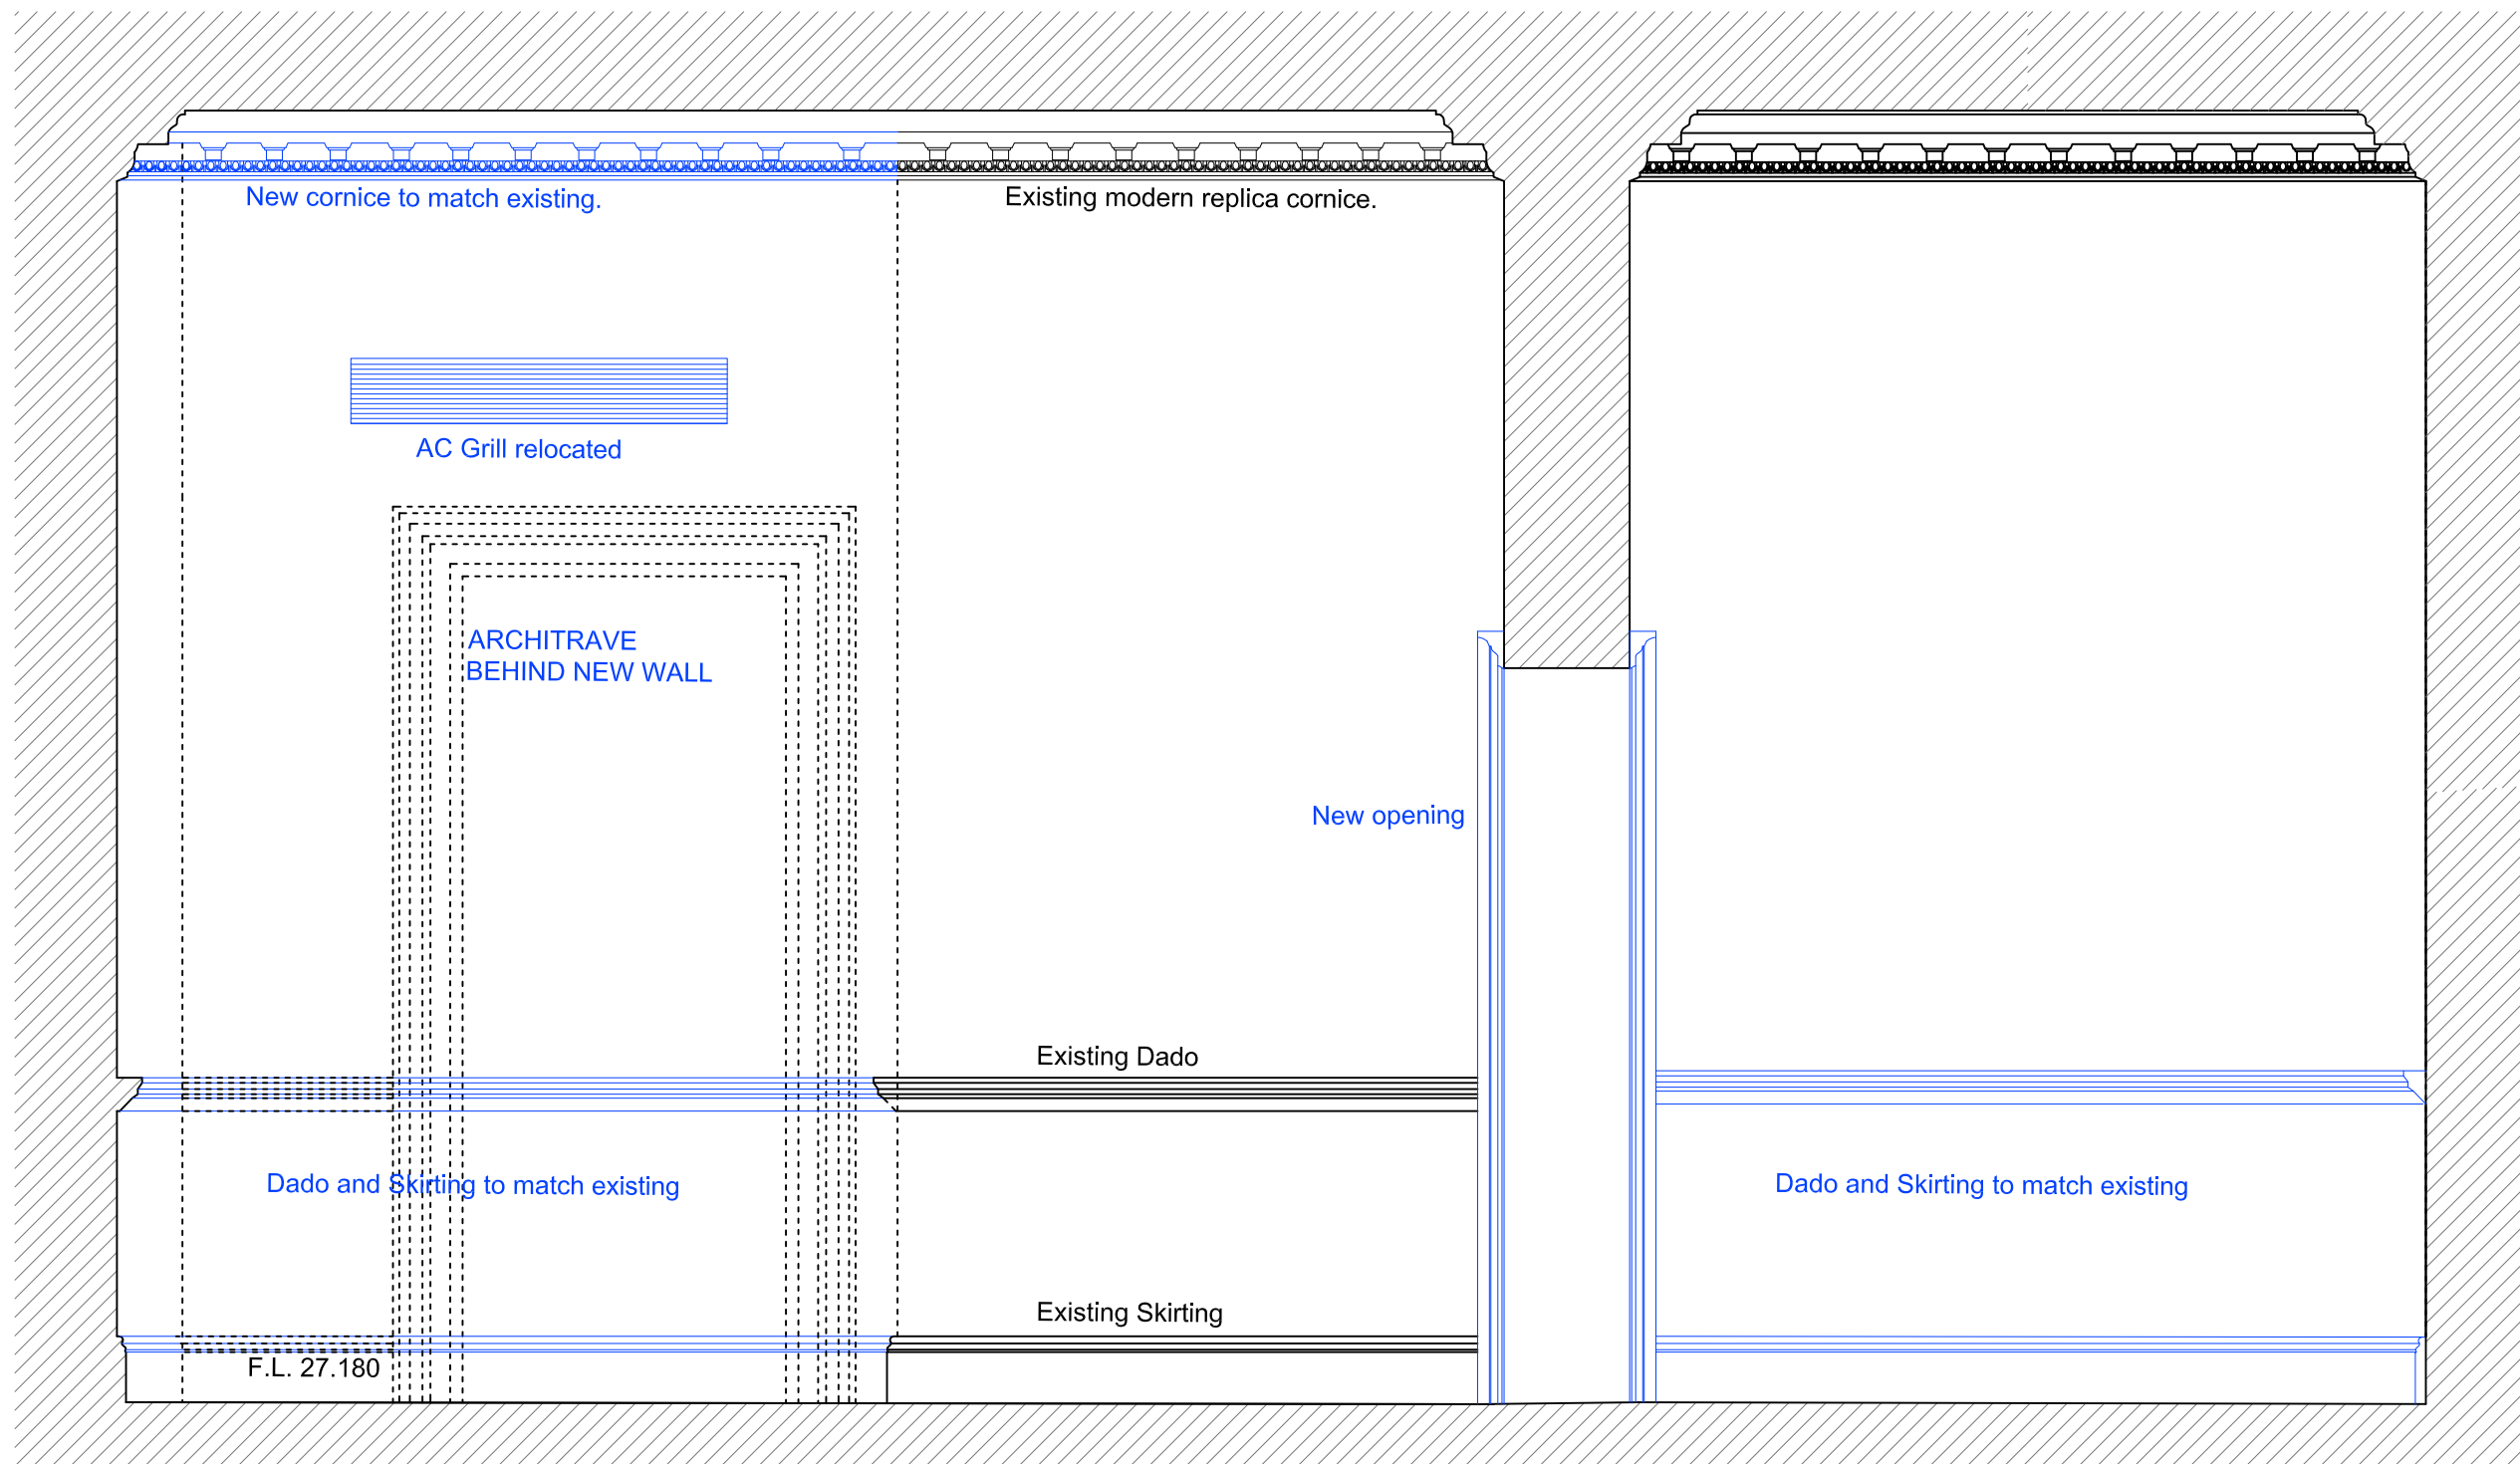 New cornice to match existing.
Existing modern replica cornice.
AC Grill relocated
ARCHITRAVE
BEHIND NEW WALL
New opening
Existing Dado
Dado and Skirting to match existing
Dado and Skirting to match existing
Existing Skirting
F.L. 27.180